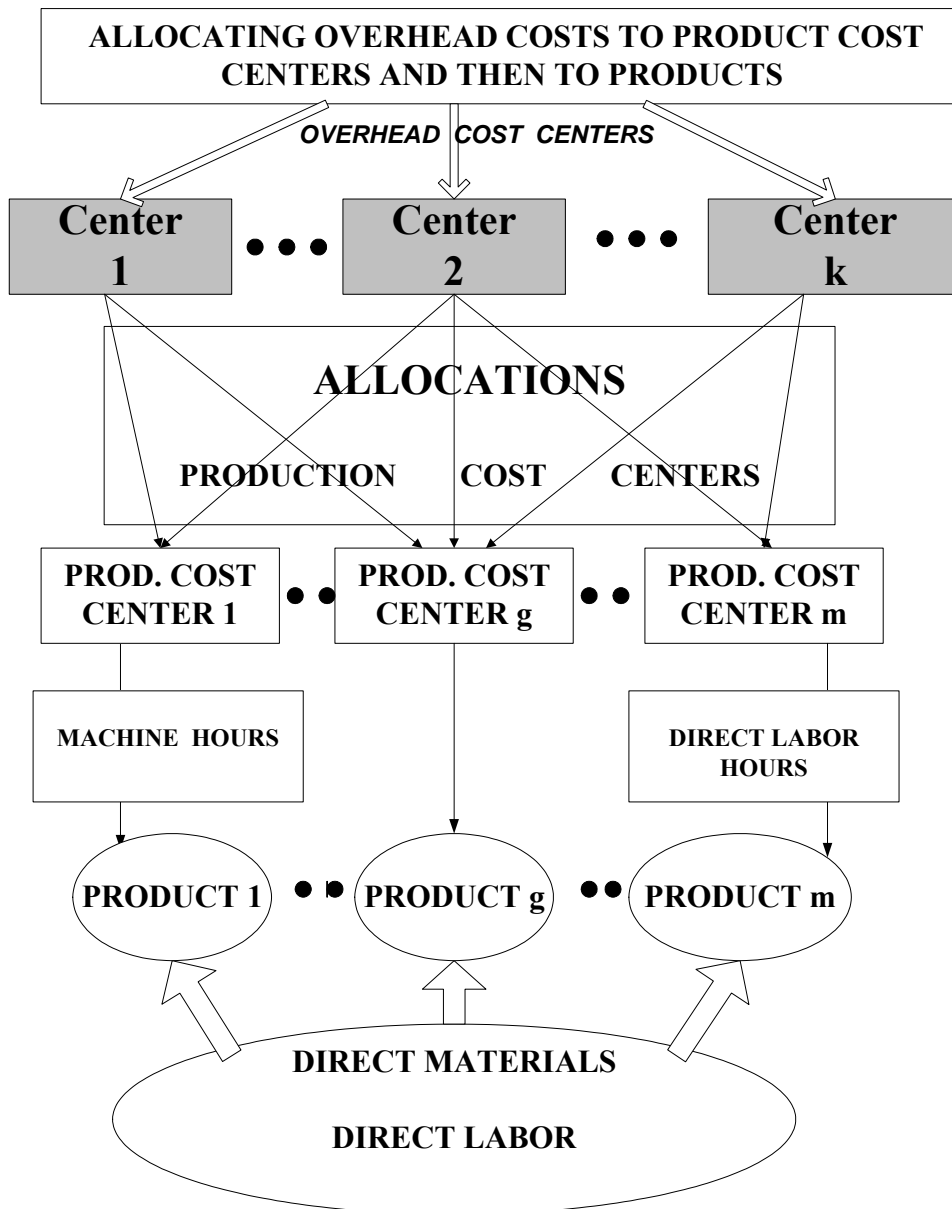 ALLOCATING OVERHEAD COSTS TO PRODUCT COST
CENTERS AND THEN TO PRODUCTS
OVERHEAD COST CENTERS
Center
1
Center
2
Center
k
ALLOCATIONS
PRODUCTION COST CENTERS
PROD. COST
CENTER 1
PROD. COST
CENTER g
PROD. COST
CENTER m
MACHINE HOURS
DIRECT LABOR
HOURS
PRODUCT 1
PRODUCT g
PRODUCT m
DIRECT MATERIALS
DIRECT LABOR